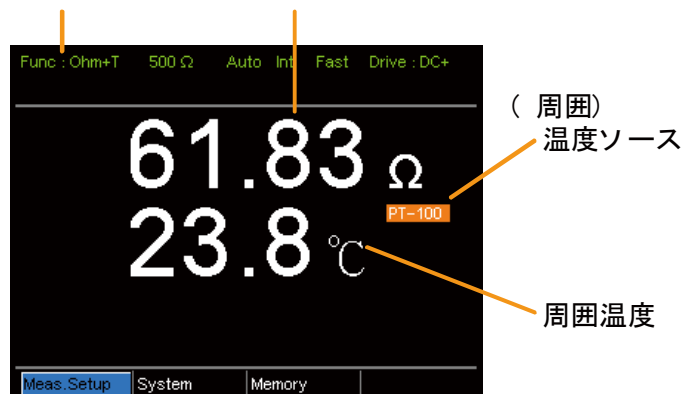 Func : Ohm+T 500 Ω Auto Int Fast Drive : DC+
( 周囲)
温度ソース
61.83 Ω
PT-100
23.8 ℃
周囲温度
Meas.Setup System Memory